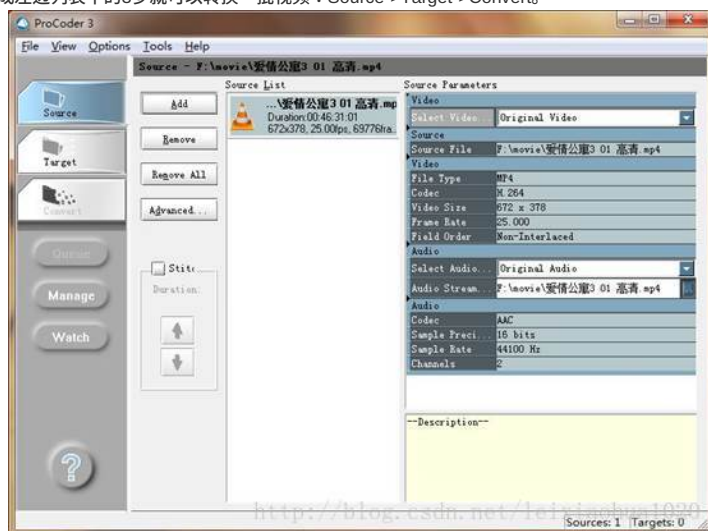 ProCoder 3
File View Options Tools Help
Source - F:\movie\爱情公寓3 01 高清.mp4
Source List
Source Parameters
Source
Target
Convert
Queue
Manage
Watch
Add
Remove
Remove All
Advanced...
Duration:
...\爱情公寓3 01 高清.mp
Duration:00:46:31:01
672x378, 25.00fps, 69776fra...
Video
Select Video... Original Video
Source
Source File F:\movie\爱情公寓3 01 高清.mp4
Video
File Type MP4
Codec H.264
Video Size 672 x 378
Frame Rate 25.000
Field Order Non-Interlaced
Audio
Select Audio... Original Audio
Audio Stream... F:\movie\爱情公寓3 01 高清.mp4
Audio
Codec AAC
Sample Preci... 16 bits
Sample Rate 44100 Hz
Channels 2
--Description--
http://blog.csdn.net/leixiaohua1020
Sources: 1 Targets: 0